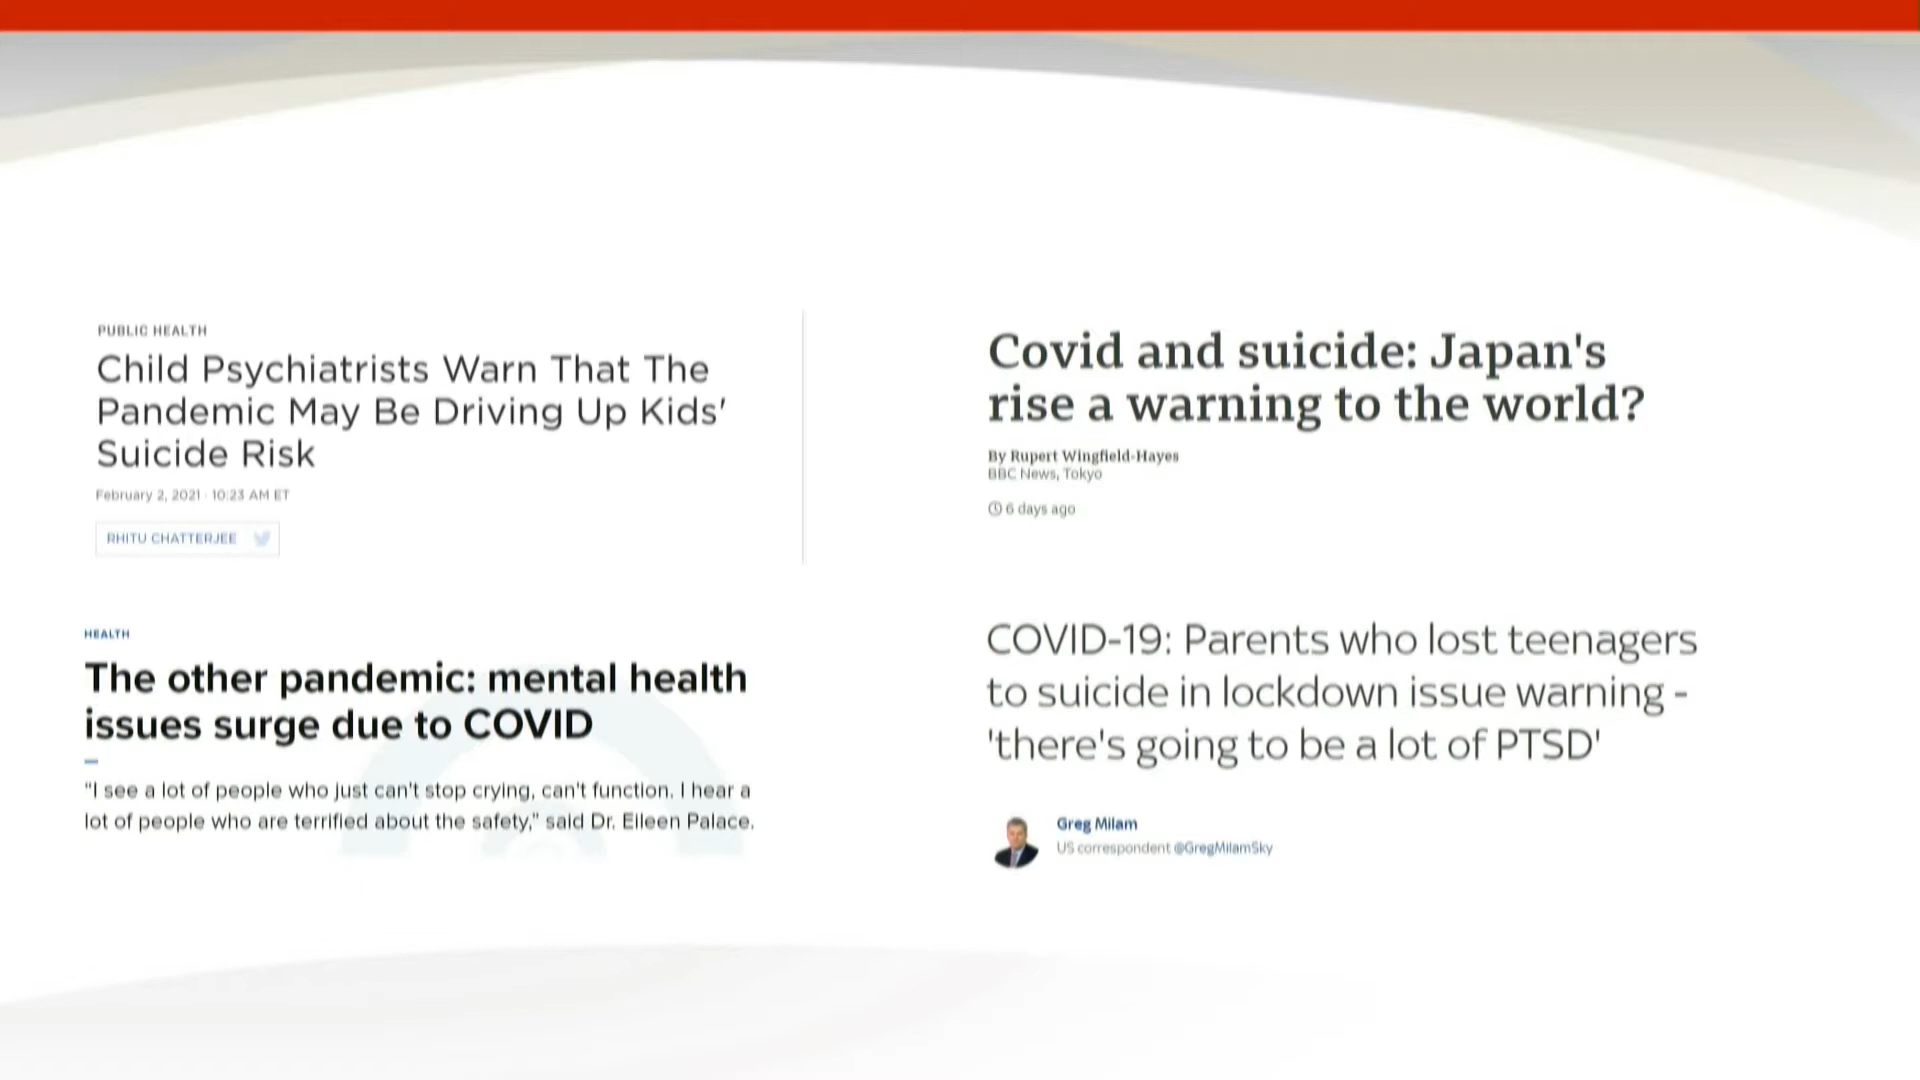 PUBLIC HEALTH
Child Psychiatrists Warn That The
Pandemic May Be Driving Up Kids'
Suicide Risk
February 2, 2021 · 10:23 AM ET
RHITU CHATTERJEE
Covid and suicide: Japan's
rise a warning to the world?
By Rupert Wingfield-Hayes
BBC News, Tokyo
6 days ago
HEALTH
The other pandemic: mental health
issues surge due to COVID
"I see a lot of people who just can't stop crying, can't function. I hear a
lot of people who are terrified about the safety," said Dr. Eileen Palace.
COVID-19: Parents who lost teenagers
to suicide in lockdown issue warning -
'there's going to be a lot of PTSD'
Greg Milam
US correspondent @GregMilamSky